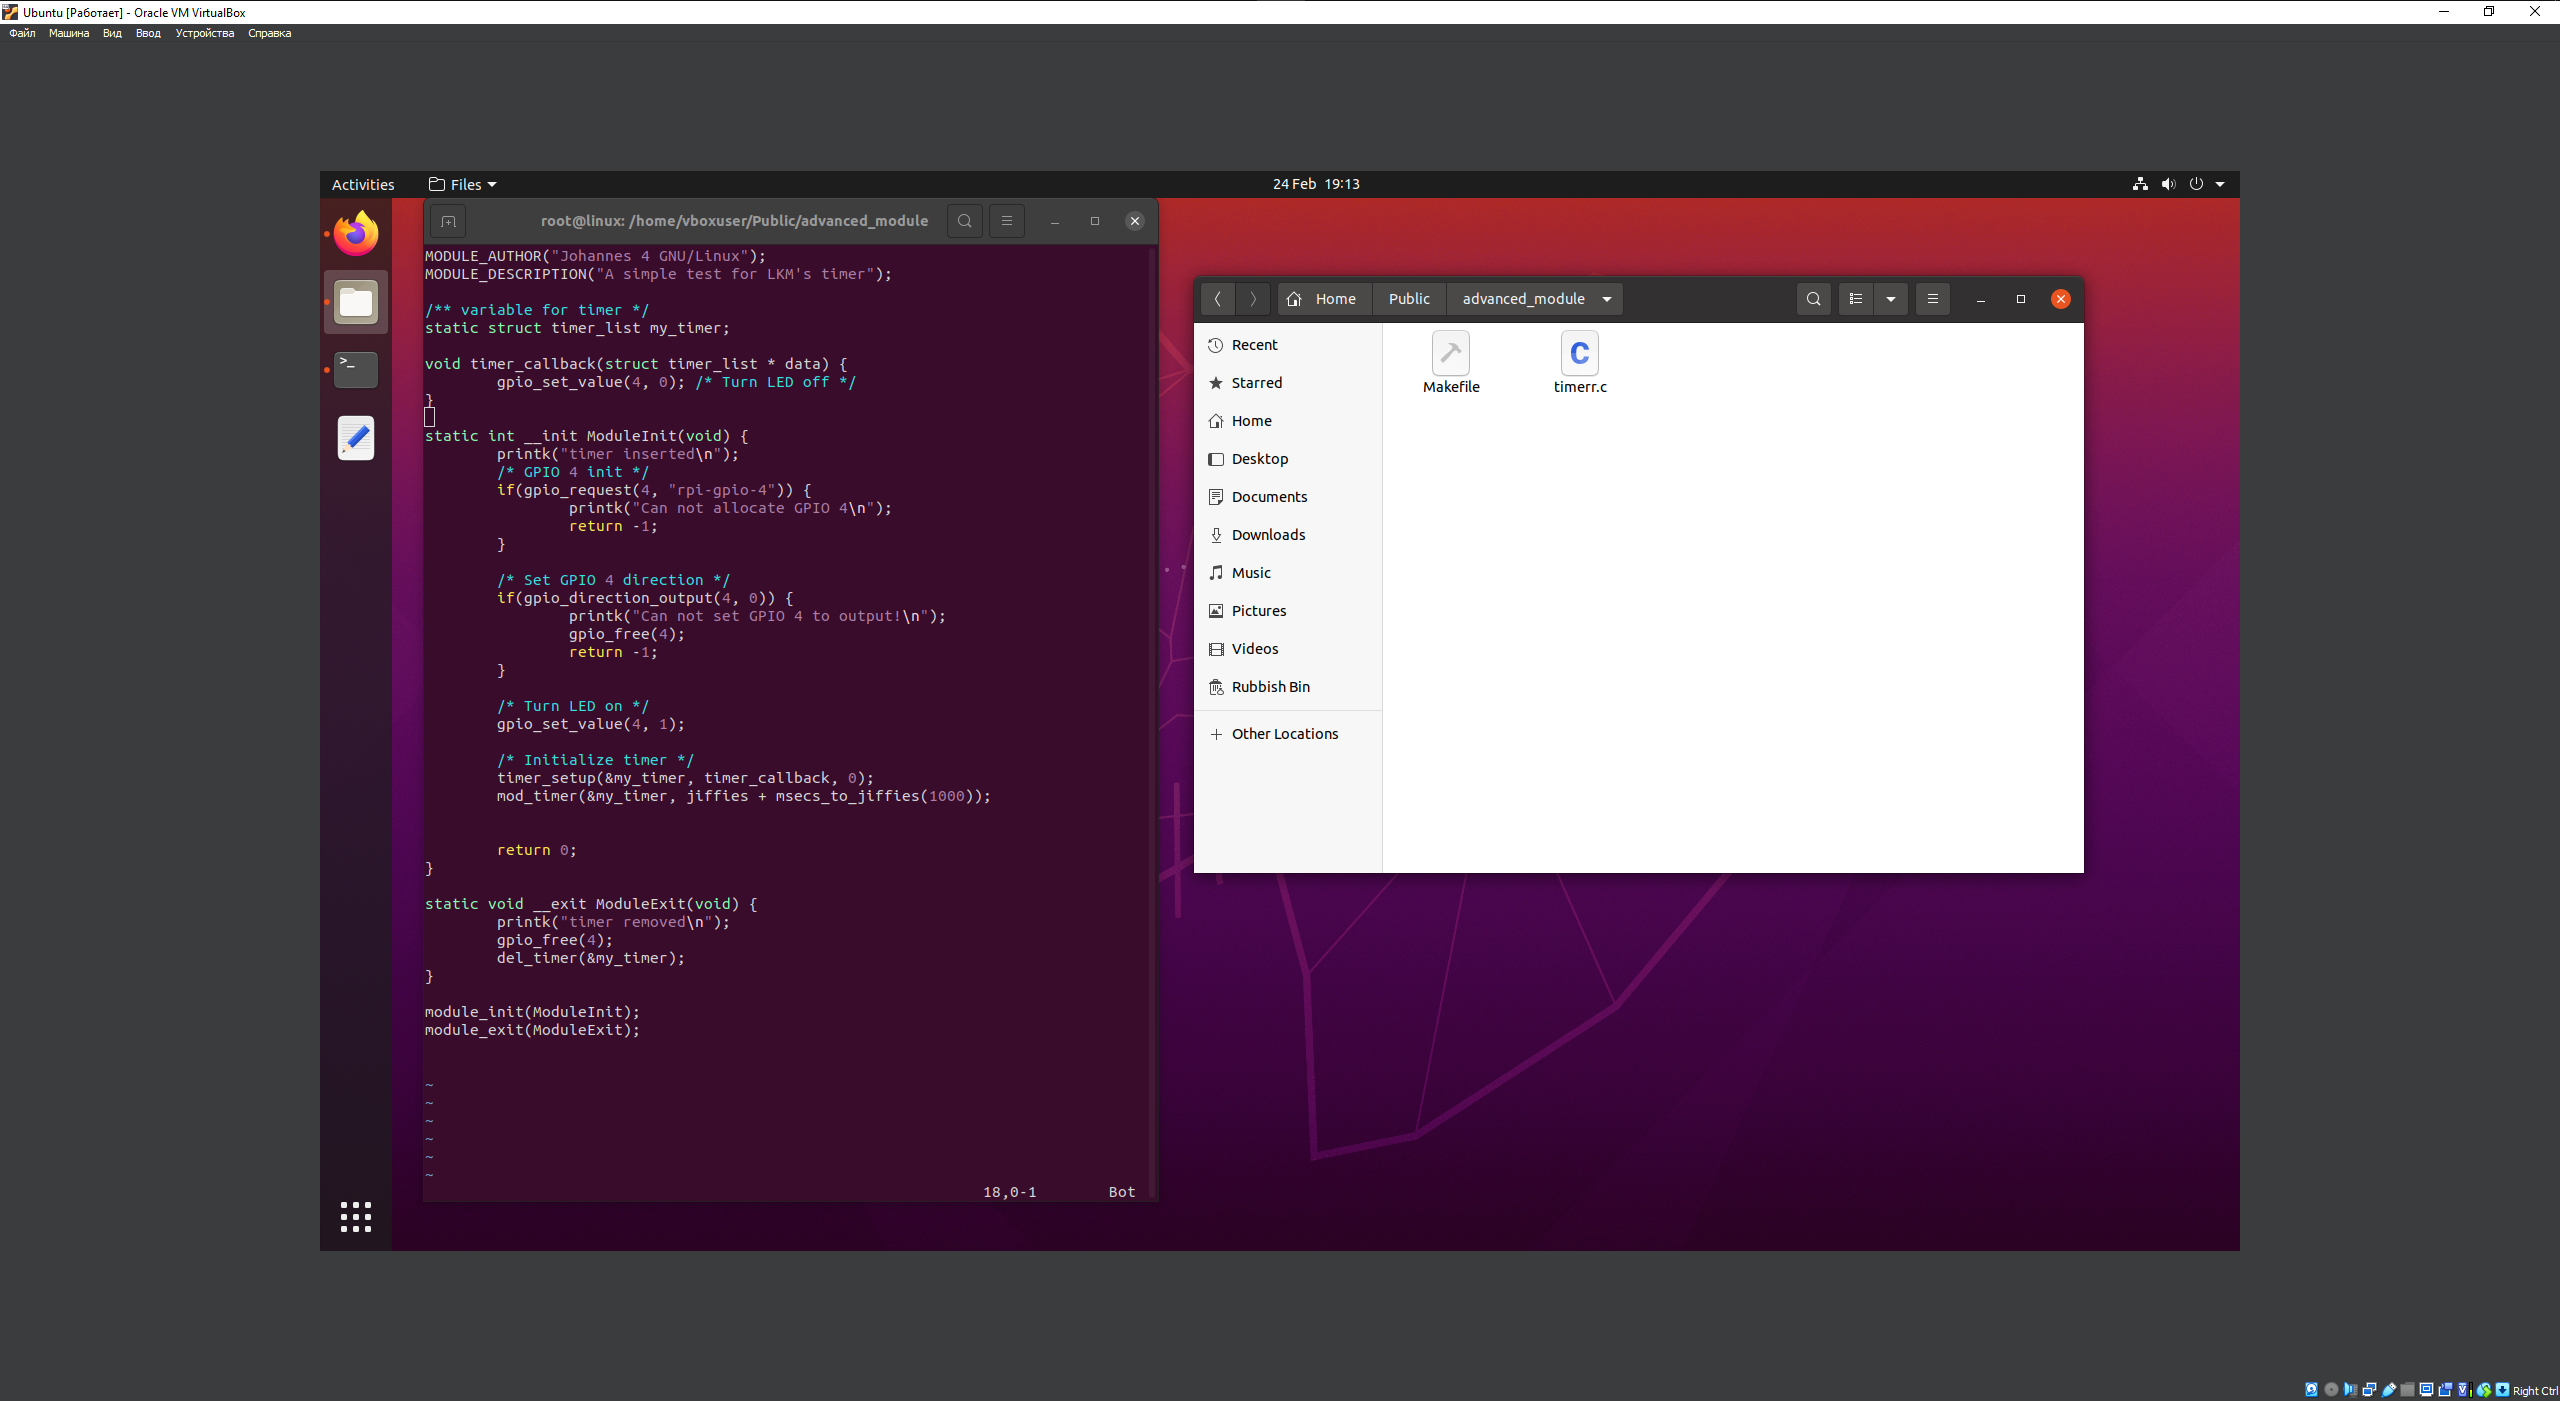 Ubuntu [Работает] - Oracle VM VirtualBox
Файл Машина Вид Ввод Устройства Справка
Activities Files 24 Feb 19:13
root@linux: /home/vboxuser/Public/advanced_module
MODULE_AUTHOR("Johannes 4 GNU/Linux");
MODULE_DESCRIPTION("A simple test for LKM's timer");
/** variable for timer */
static struct timer_list my_timer;
void timer_callback(struct timer_list * data) {
gpio_set_value(4, 0); /* Turn LED off */
}
static int __init ModuleInit(void) {
printk("timer inserted\n");
/* GPIO 4 init */
if(gpio_request(4, "rpi-gpio-4")) {
printk("Can not allocate GPIO 4\n");
return -1;
}
/* Set GPIO 4 direction */
if(gpio_direction_output(4, 0)) {
printk("Can not set GPIO 4 to output!\n");
gpio_free(4);
return -1;
}
/* Turn LED on */
gpio_set_value(4, 1);
/* Initialize timer */
timer_setup(&my_timer, timer_callback, 0);
mod_timer(&my_timer, jiffies + msecs_to_jiffies(1000));
return 0;
}
static void __exit ModuleExit(void) {
printk("timer removed\n");
gpio_free(4);
del_timer(&my_timer);
}
module_init(ModuleInit);
module_exit(ModuleExit);
~
~
~
~
~
~
18,0-1 Bot
Home Public advanced_module
Recent
Starred
Home
Desktop
Documents
Downloads
Music
Pictures
Videos
Rubbish Bin
Other Locations
Makefile
timerr.c
Right Ctrl